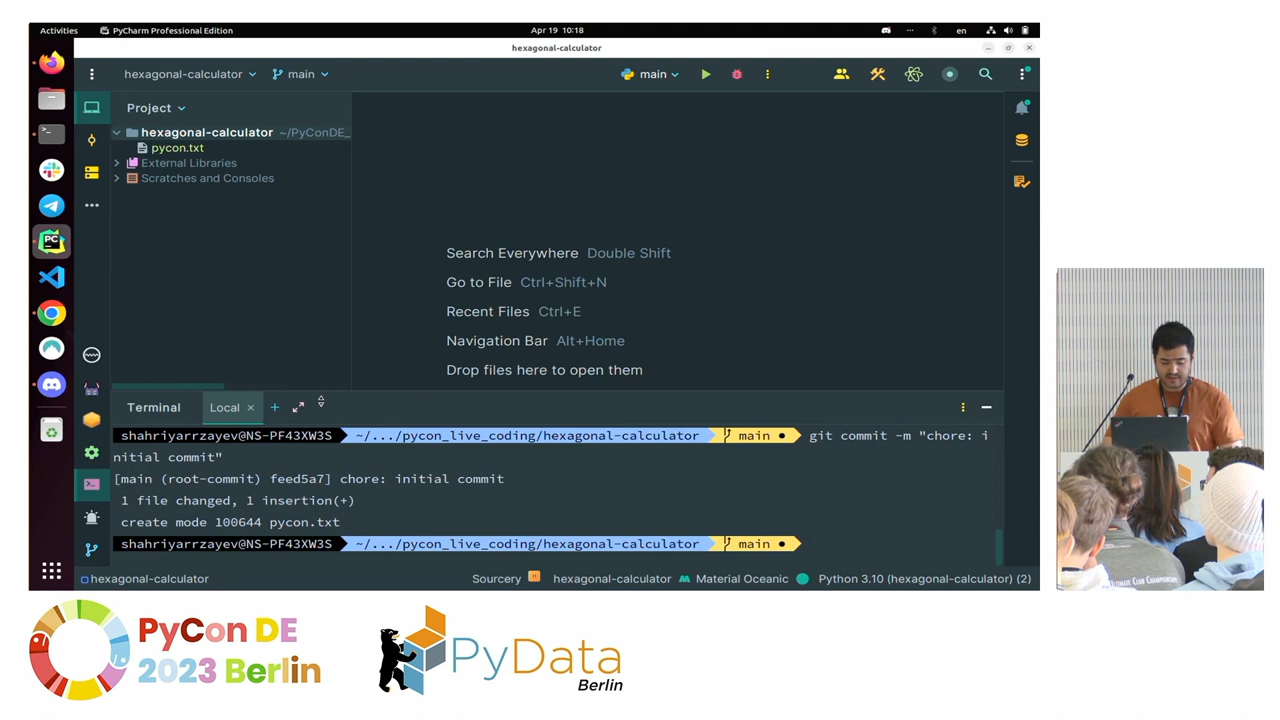 Activities
PyCharm Professional Edition
Apr 19 10:18
en
hexagonal-calculator
hexagonal-calculator
main
main
Project
hexagonal-calculator ~/PyConDE_
pycon.txt
External Libraries
Scratches and Consoles
Search Everywhere Double Shift
Go to File Ctrl+Shift+N
Recent Files Ctrl+E
Navigation Bar Alt+Home
Drop files here to open them
Terminal
Local
shahriyarrzayev@NS-PF43XW3S ~/.../pycon_live_coding/hexagonal-calculator main ● git commit -m "chore: i
nitial commit"
[main (root-commit) feed5a7] chore: initial commit
1 file changed, 1 insertion(+)
create mode 100644 pycon.txt
shahriyarrzayev@NS-PF43XW3S ~/.../pycon_live_coding/hexagonal-calculator main ●
hexagonal-calculator
Sourcery
hexagonal-calculator
Material Oceanic
Python 3.10 (hexagonal-calculator) (2)
PC
PyCon DE
2023 Berlin
PyData
Berlin
ULTIMATE CLUB CHAMPIONSHIP